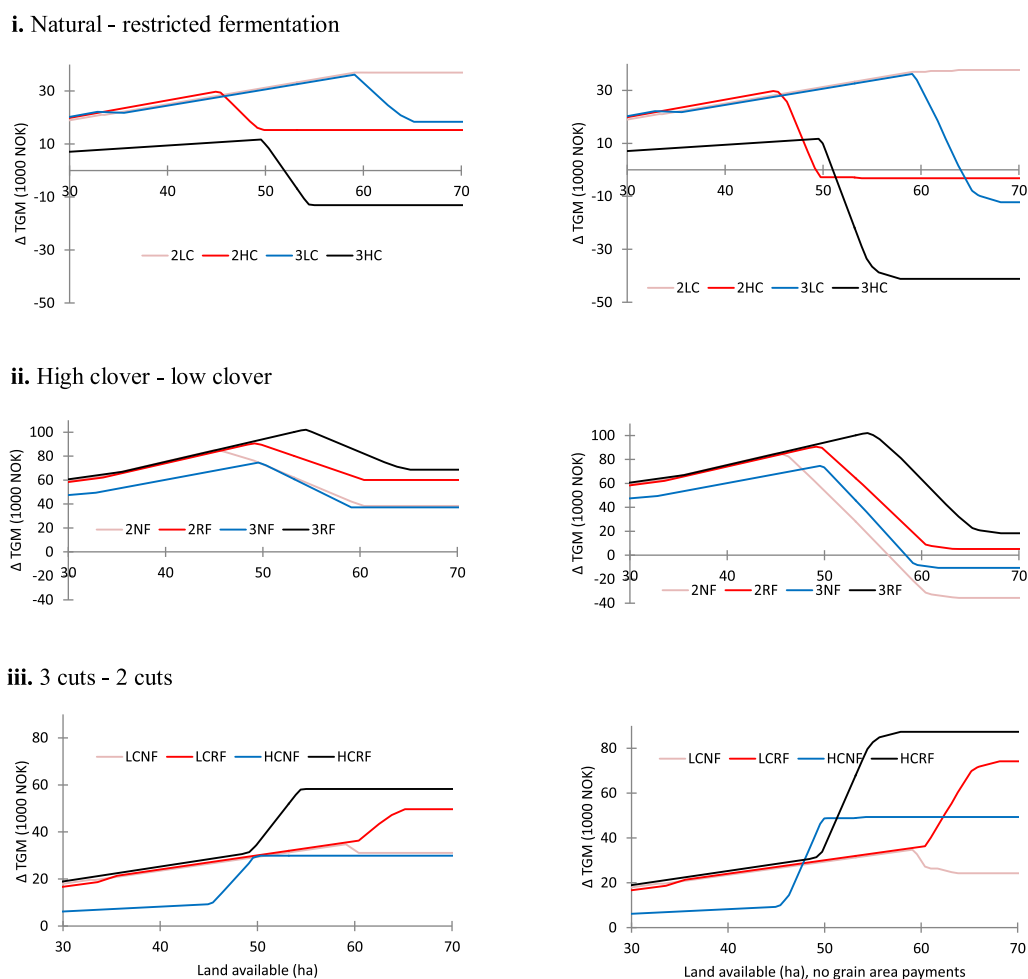 i. Natural - restricted fermentation
Δ TGM (1000 NOK)
30
10
-10
-30
-50
30 40 50 60 70
2LC 2HC 3LC 3HC
Δ TGM (1000 NOK)
30
10
-10
-30
-50
30 40 50 60 70
2LC 2HC 3LC 3HC
ii. High clover - low clover
Δ TGM (1000 NOK)
100
80
60
40
20
0
-20
-40
30 40 50 60 70
2NF 2RF 3NF 3RF
Δ TGM (1000 NOK)
100
80
60
40
20
0
-20
-40
30 40 50 60 70
2NF 2RF 3NF 3RF
iii. 3 cuts - 2 cuts
Δ TGM (1000 NOK)
80
60
40
20
0
LCNF LCRF HCNF HCRF
30 40 50 60 70
Land available (ha)
Δ TGM (1000 NOK)
80
60
40
20
0
LCNF LCRF HCNF HCRF
30 40 50 60 70
Land available (ha), no grain area payments